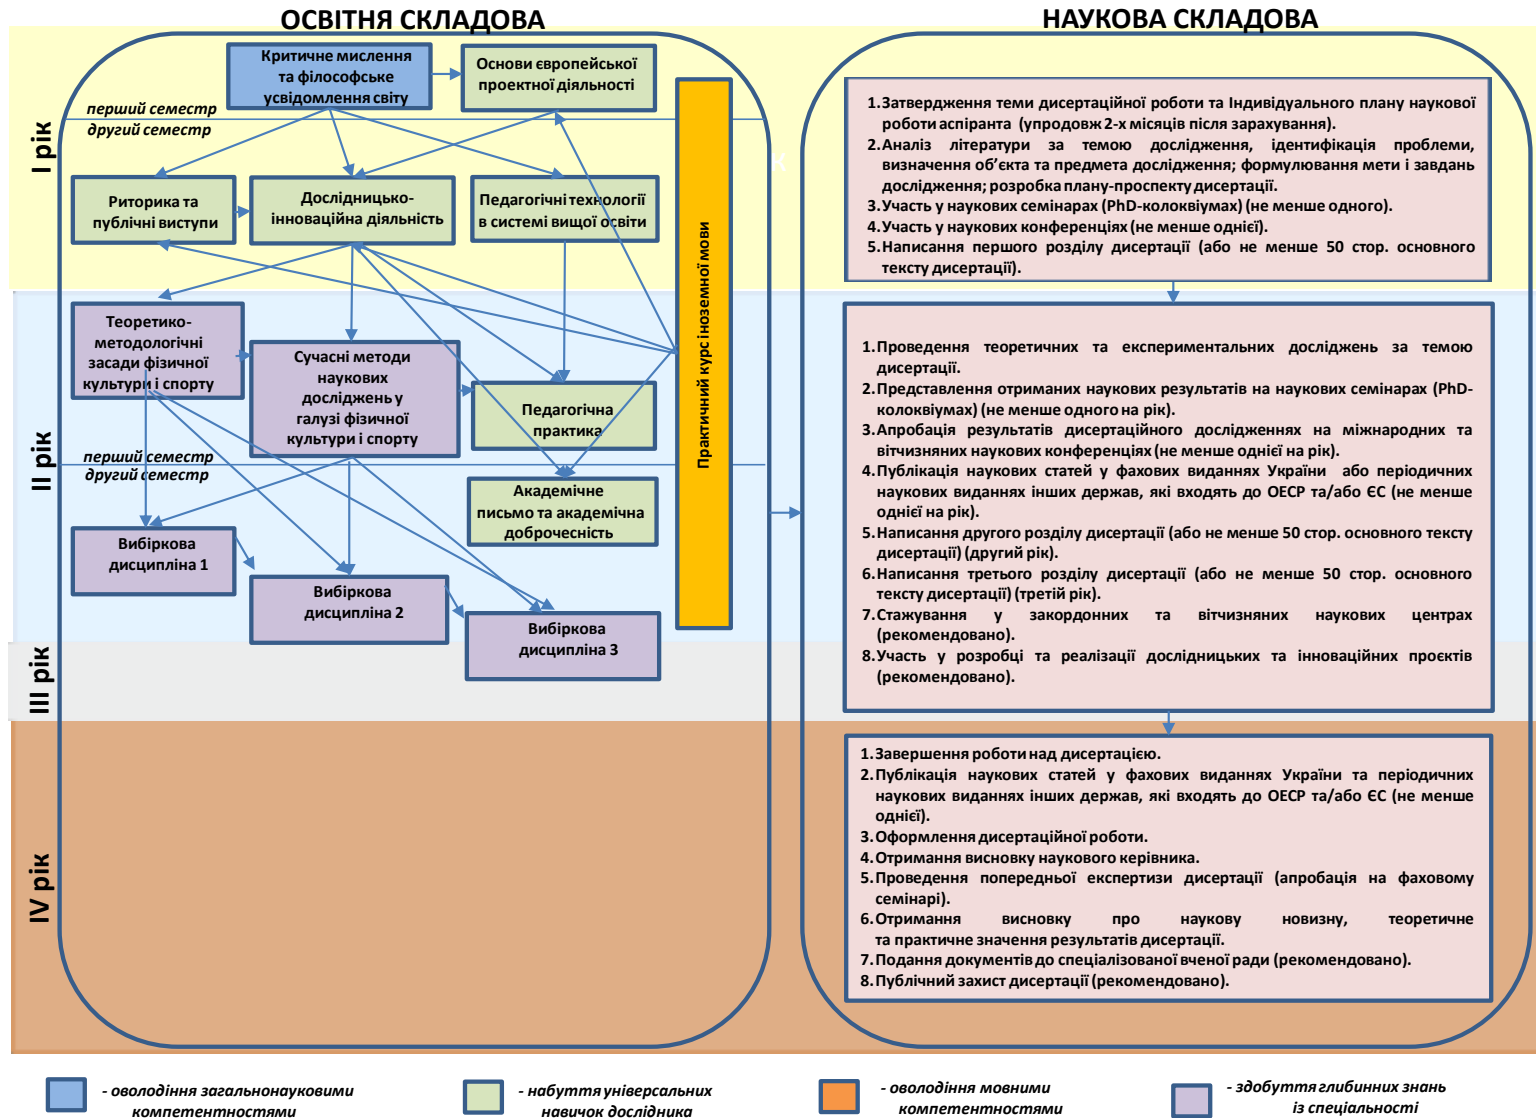 ОСВІТНЯ СКЛАДОВА
НАУКОВА СКЛАДОВА
І рік
Критичне мислення
та філософське
усвідомлення світу
Основи європейської
проектної діяльності
перший семестр
другий семестр
Риторика та
публічні виступи
Дослідницько-
інноваційна діяльність
Педагогічні технології
в системі вищої освіти
Практичний курс іноземної мови
ІІ рік
Теоретико-
методологічні
засади фізичної
культури і спорту
Сучасні методи
наукових
досліджень у
галузі фізичної
культури і спорту
Педагогічна
практика
перший семестр
другий семестр
Академічне
письмо та академічна
доброчесність
Вибіркова
дисципліна 1
Вибіркова
дисципліна 2
Вибіркова
дисципліна 3
ІІІ рік
IV рік
1. Затвердження теми дисертаційної роботи та Індивідуального плану наукової
роботи аспіранта (упродовж 2-х місяців після зарахування).
2. Аналіз літератури за темою дослідження, ідентифікація проблеми,
визначення об’єкта та предмета дослідження; формулювання мети і завдань
дослідження; розробка плану-проспекту дисертації.
3. Участь у наукових семінарах (PhD-колоквіумах) (не менше одного).
4. Участь у наукових конференціях (не менше однієї).
5. Написання першого розділу дисертації (або не менше 50 стор. основного
тексту дисертації).
1. Проведення теоретичних та експериментальних досліджень за темою
дисертації.
2. Представлення отриманих наукових результатів на наукових семінарах (PhD-
колоквіумах) (не менше одного на рік).
3. Апробація результатів дисертаційного дослідженнях на міжнародних та
вітчизняних наукових конференціях (не менше однієї на рік).
4. Публікація наукових статей у фахових виданнях України або періодичних
наукових виданнях інших держав, які входять до ОЕСР та/або ЄС (не менше
однієї на рік).
5. Написання другого розділу дисертації (або не менше 50 стор. основного тексту
дисертації) (другий рік).
6. Написання третього розділу дисертації (або не менше 50 стор. основного
тексту дисертації) (третій рік).
7. Стажування у закордонних та вітчизняних наукових центрах
(рекомендовано).
8. Участь у розробці та реалізації дослідницьких та інноваційних проєктів
(рекомендовано).
1. Завершення роботи над дисертацією.
2. Публікація наукових статей у фахових виданнях України та періодичних
наукових виданнях інших держав, які входять до ОЕСР та/або ЄС (не менше
однієї).
3. Оформлення дисертаційної роботи.
4. Отримання висновку наукового керівника.
5. Проведення попередньої експертизи дисертації (апробація на фаховому
семінарі).
6. Отримання висновку про наукову новизну, теоретичне
та практичне значення результатів дисертації.
7. Подання документів до спеціалізованої вченої ради (рекомендовано).
8. Публічний захист дисертації (рекомендовано).
- оволодіння загальнонауковими
компетентностями
- набуття універсальних
навичок дослідника
- оволодіння мовними
компетентностями
- здобуття глибинних знань
із спеціальності